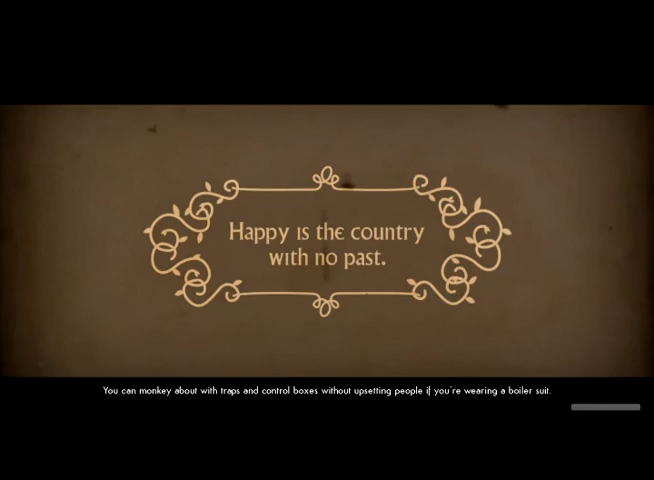 Happy is the country
with no past.
You can monkey about with traps and control boxes without upsetting people if you're wearing a boiler suit.